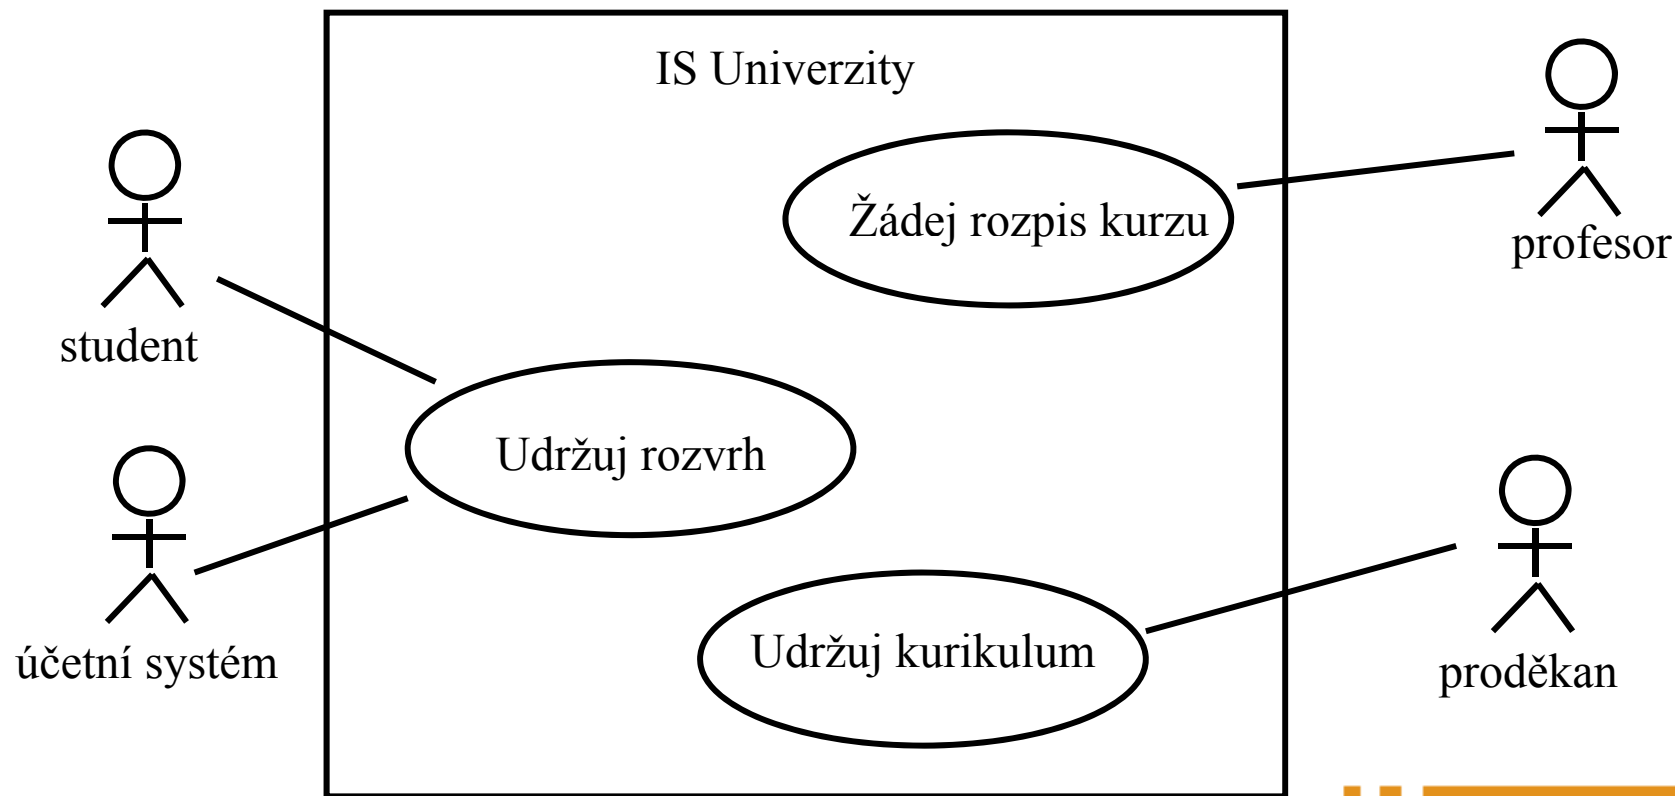 IS Univerzity
Žádej rozpis kurzu
profesor
student
Udržuj rozvrh
účetní systém
Udržuj kurikulum
proděkan